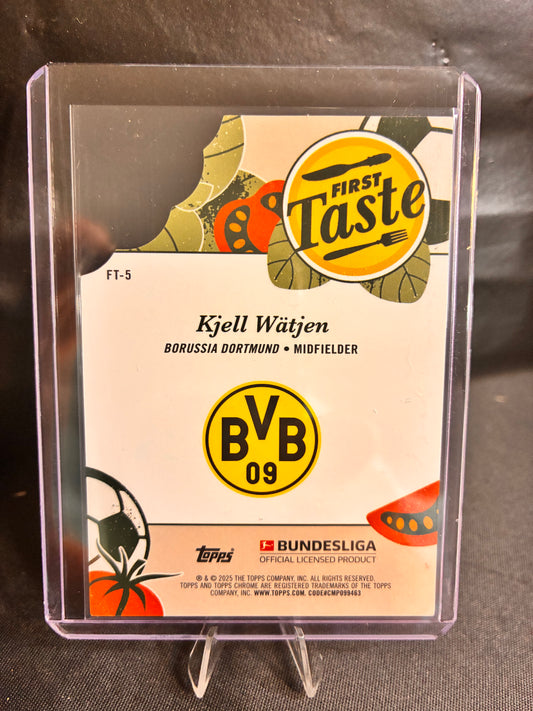 FIRST
Taste
FT-5
Kjell Wätjen
BORUSSIA DORTMUND • MIDFIELDER
BVB
09
Topps
BUNDESLIGA
OFFICIAL LICENSED PRODUCT
® & © 2025 THE TOPPS COMPANY, INC. ALL RIGHTS RESERVED.
TOPPS AND TOPPS CHROME ARE REGISTERED TRADEMARKS OF THE TOPPS
COMPANY, INC. WWW.TOPPS.COM. CODE#CMP099463